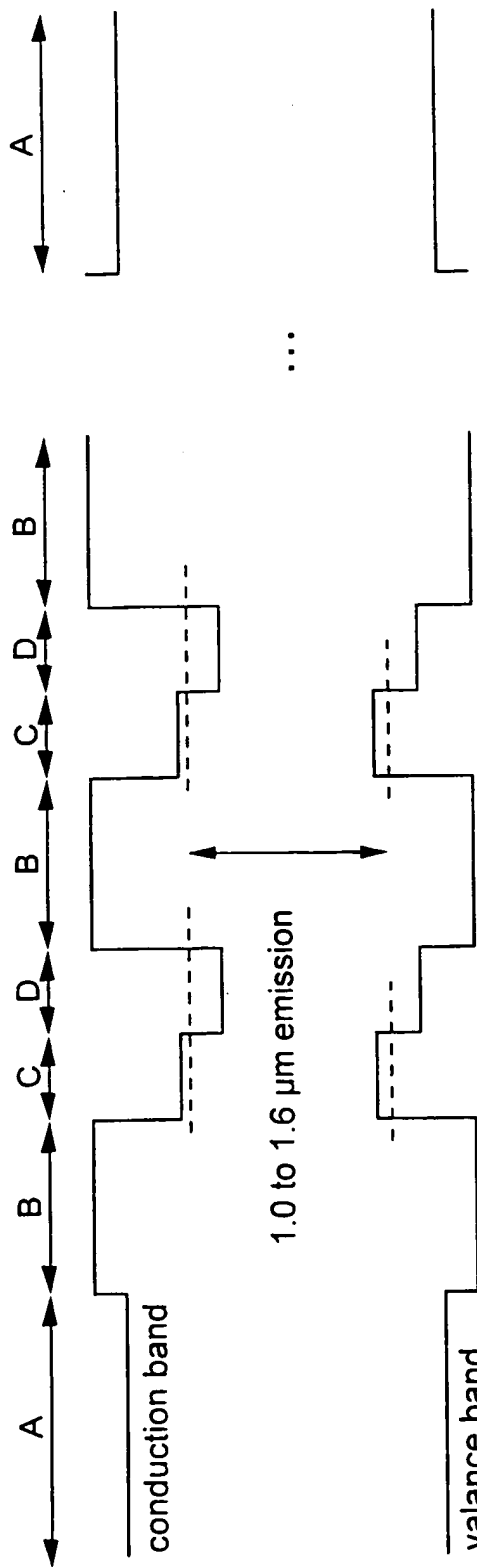 A B C D B C D B A
conduction band
1.0 to 1.6 µm emission
...
valance band